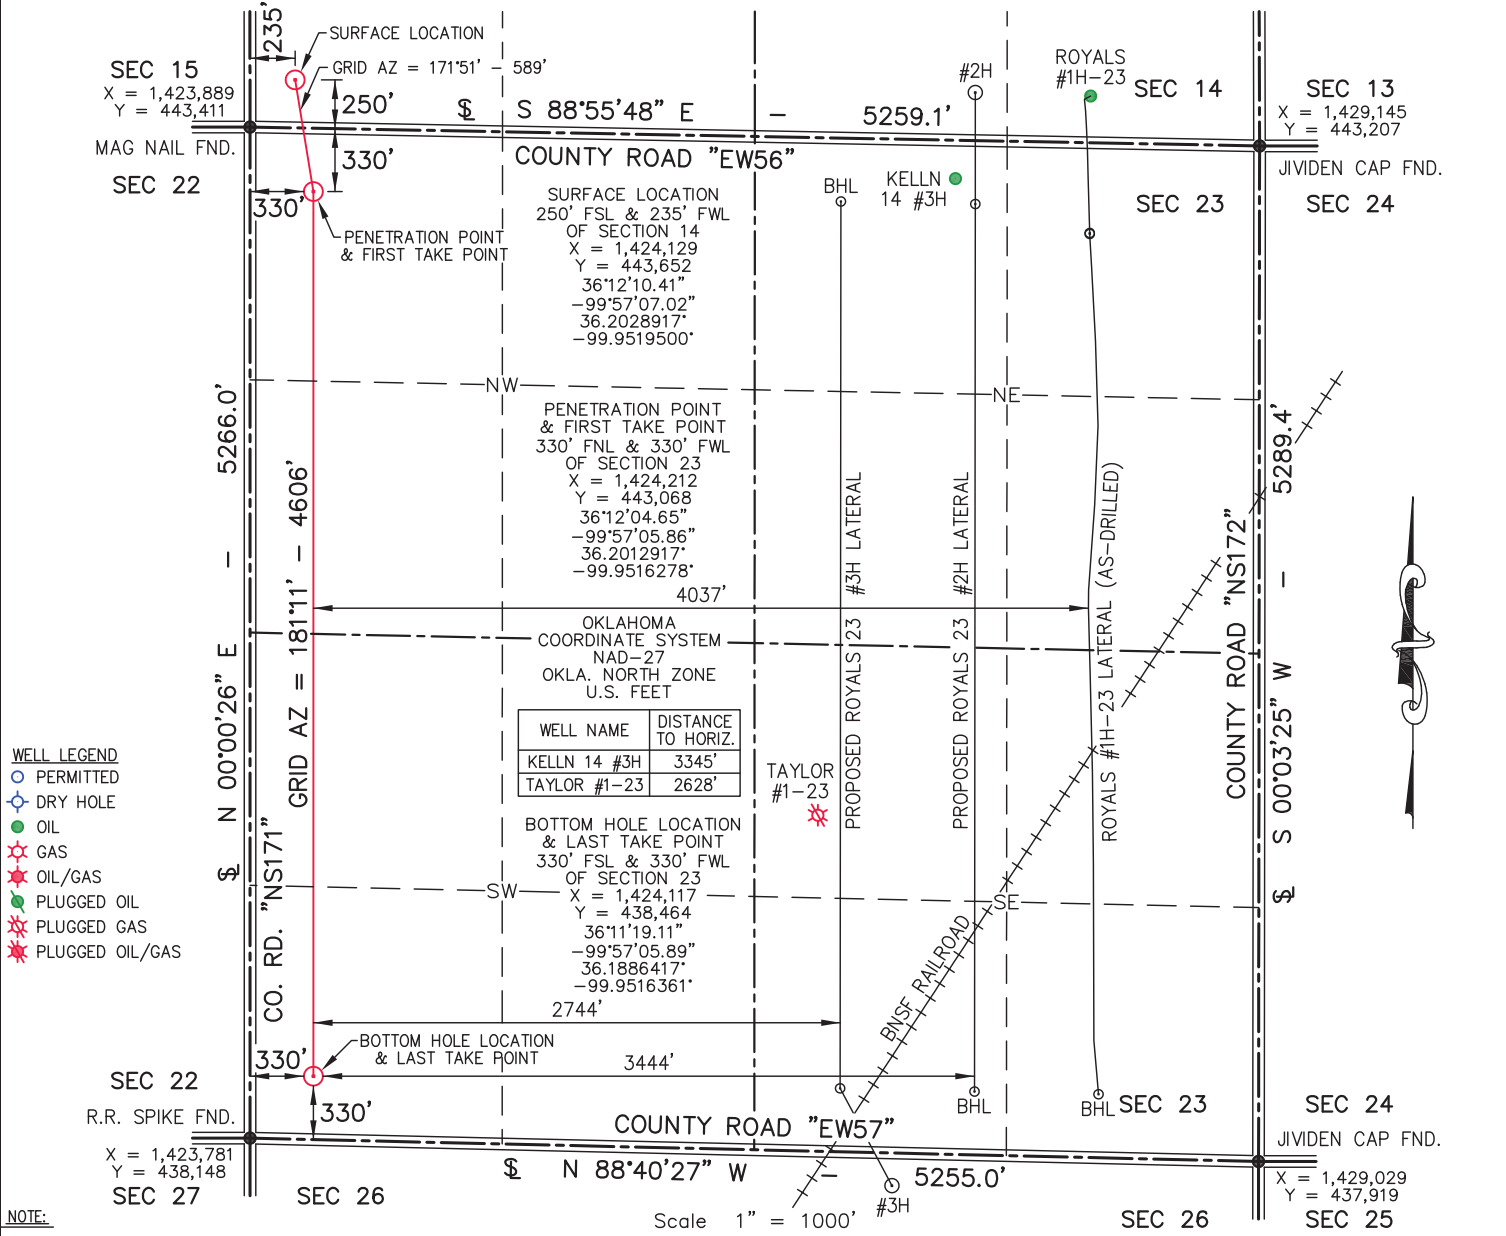 235'
SURFACE LOCATION
SEC 15
X = 1,423,889
Y = 443,411
GRID AZ = 171°51' - 589'
250'
℄ S 88°55'48" E - 5259.1'
#2H
ROYALS
#1H-23
SEC 14
SEC 13
X = 1,429,145
Y = 443,207
MAG NAIL FND.
330'
COUNTY ROAD "EW56"
JIVIDEN CAP FND.
SEC 22
330'
BHL
KELLN
14 #3H
SEC 23
SEC 24
PENETRATION POINT
& FIRST TAKE POINT
SURFACE LOCATION
250' FSL & 235' FWL
OF SECTION 14
X = 1,424,129
Y = 443,652
36°12'10.41"
-99°57'07.02"
36.2028917°
-99.9519500°
NW
NE
PENETRATION POINT
& FIRST TAKE POINT
330' FNL & 330' FWL
OF SECTION 23
X = 1,424,212
Y = 443,068
36°12'04.65"
-99°57'05.86"
36.2012917°
-99.9516278°
4037'
OKLAHOMA
COORDINATE SYSTEM
NAD-27
OKLA. NORTH ZONE
U.S. FEET
WELL NAME DISTANCE
TO HORIZ.
KELLN 14 #3H 3345'
TAYLOR #1-23 2628'
TAYLOR
#1-23
BOTTOM HOLE LOCATION
& LAST TAKE POINT
330' FSL & 330' FWL
OF SECTION 23
X = 1,424,117
Y = 438,464
36°11'19.11"
-99°57'05.89"
36.1886417°
-99.9516361°
SW
SE
℄ N 00°00'26" E - 5266.0'
GRID AZ = 181°11' - 4606'
CO. RD. "NS171"
PROPOSED ROYALS 23 #3H LATERAL
PROPOSED ROYALS 23 #2H LATERAL
ROYALS #1H-23 LATERAL (AS-DRILLED)
COUNTY ROAD "NS172"
℄ S 00°03'25" W - 5289.4'
BNSF RAILROAD
WELL LEGEND
PERMITTED
DRY HOLE
OIL
GAS
OIL/GAS
PLUGGED OIL
PLUGGED GAS
PLUGGED OIL/GAS
2744'
BOTTOM HOLE LOCATION
& LAST TAKE POINT
330'
3444'
330'
SEC 22
R.R. SPIKE FND.
BHL
BHL
SEC 23
SEC 24
COUNTY ROAD "EW57"
JIVIDEN CAP FND.
X = 1,423,781
Y = 438,148
℄ N 88°40'27" W - 5255.0'
X = 1,429,029
Y = 437,919
SEC 27
SEC 26
#3H
SEC 26
SEC 25
NOTE:
Scale 1" = 1000'